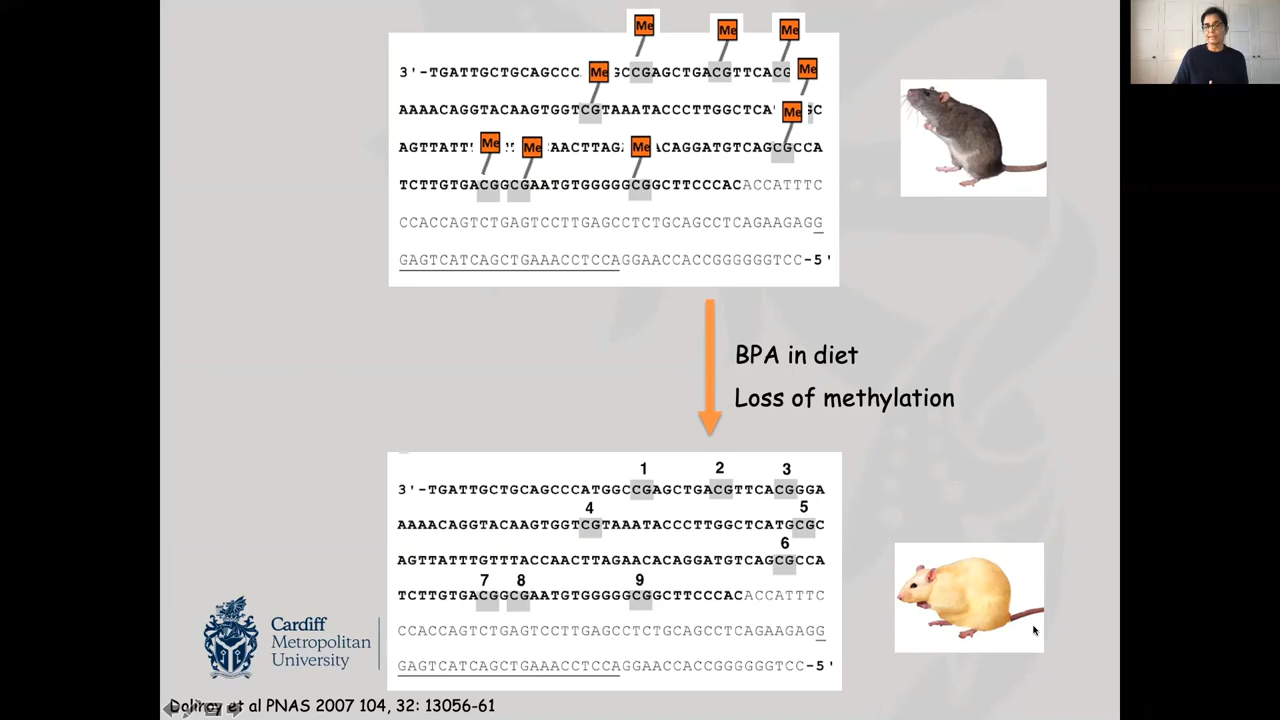 Me Me Me
3'-TGATTGCTGCAGCCC Me CCGAGCTGACGTTCACG Me
AAAACAGGTACAAGTGGTCGTAAATACCCTTGGCTCA Me GC
AGTTATT Me Me AACTTAG Me ACAGGATGTCAGCGCCA
TCTTGTGACGGCGAATGTGGGGGCGGCTTCCCACACCATTTC
CCACCAGTCTGAGTCCTTGAGCCTCTGCAGCCTCAGAAGAGG
GAGTCATCAGCTGAAACCTCCAGGAACCACCGGGGGGTCC-5'
BPA in diet
Loss of methylation
1 2 3
3'-TGATTGCTGCAGCCCATGGCCGAGCTGACGTTCACGGGA
4 5
AAAACAGGTACAAGTGGTCGTAAATACCCTTGGCTCATGCGC
6
AGTTATTTGTTTACCAACTTAGAACACAGGATGTCAGCGCCA
7 8 9
TCTTGTGACGGCGAATGTGGGGGCGGCTTCCCACACCATTTC
CCACCAGTCTGAGTCCTTGAGCCTCTGCAGCCTCAGAAGAGG
GAGTCATCAGCTGAAACCTCCAGGAACCACCGGGGGGTCC-5'
Cardiff
Metropolitan
University
et al PNAS 2007 104, 32: 13056-61